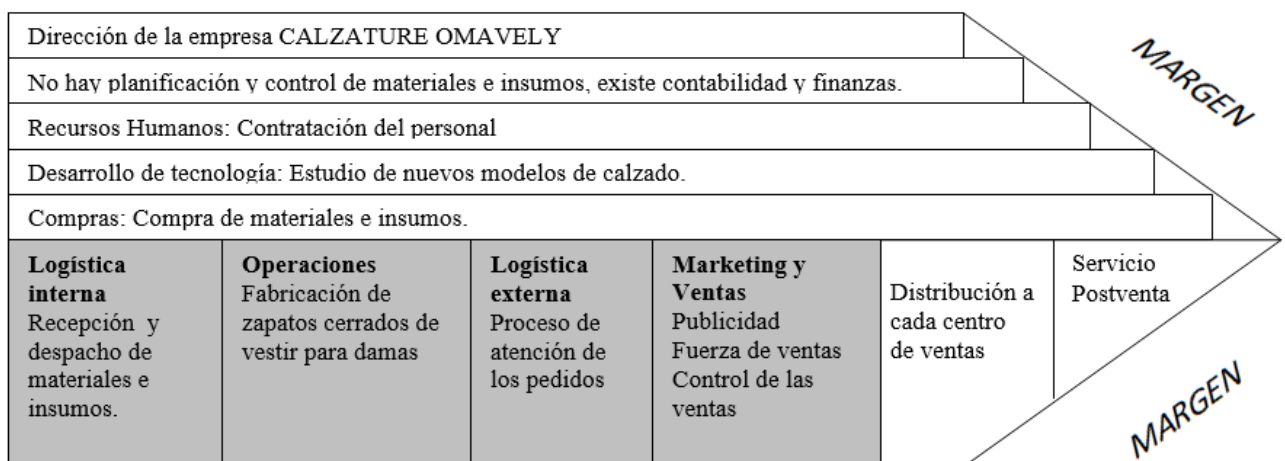 Dirección de la empresa CALZATURE OMAVELY
MARGEN
No hay planificación y control de materiales e insumos, existe contabilidad y finanzas.
Recursos Humanos: Contratación del personal
Desarrollo de tecnología: Estudio de nuevos modelos de calzado.
Compras: Compra de materiales e insumos.
Logística
interna
Recepción y
despacho de
materiales e
insumos.
Operaciones
Fabricación de
zapatos cerrados de
vestir para damas
Logística
externa
Proceso de
atención de
los pedidos
Marketing y
Ventas
Publicidad
Fuerza de ventas
Control de las
ventas
Distribución a
cada centro
de ventas
Servicio
Postventa
MARGEN